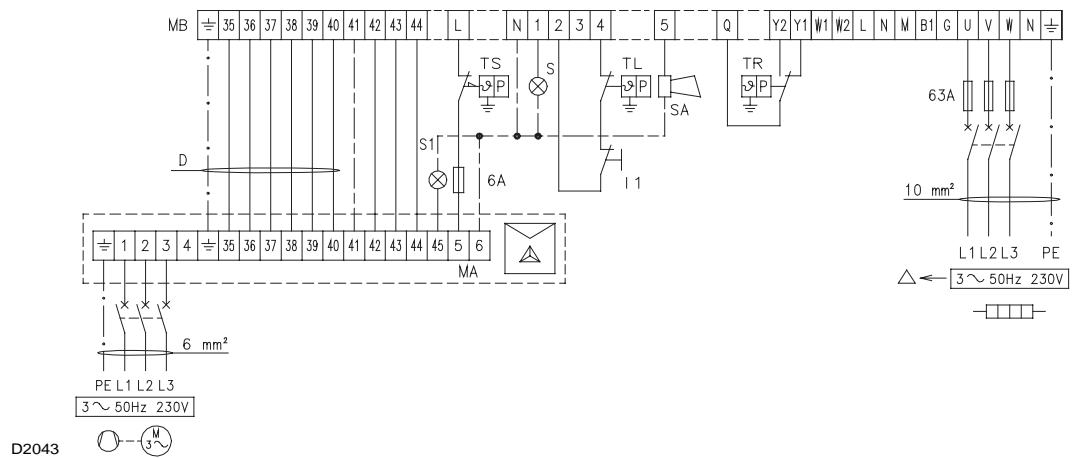 MB ⏚ 35 36 37 38 39 40 41 42 43 44 L N 1 2 3 4 5 Q Y2 Y1 W1 W2 L N M B1 G U V W N ⏚
TS S TL TR
ϑ P ϑ P ϑ P
SA
63A
S1
D
6A I1
10 mm²
⏚ 1 2 3 4 ⏚ 35 36 37 38 39 40 41 42 43 44 45 5 6
MA
L1 L2 L3 PE
3 ~ 50Hz 230V
6 mm²
PE L1 L2 L3
3 ~ 50Hz 230V
M
3 ~
D2043